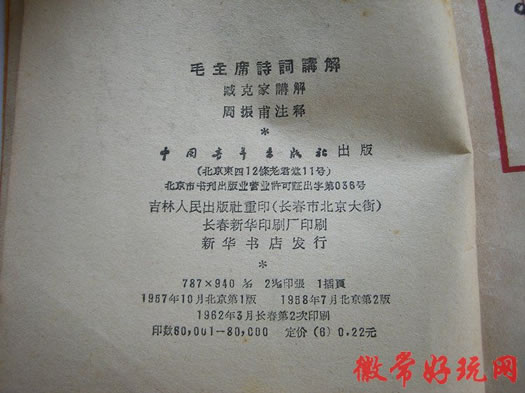 毛主席詩詞講解
臧克家講解
周振甫注释
*
中国青年出版社出版
(北京東四12條老君堂11号)
北京市书刊出版业营业許可証出字第036号
吉林人民出版社重印(长春市北京大街)
长春新华印刷厂印刷
新华书店发行
*
787×940 1/32 印張 1插頁
1957年10月北京第1版 1958年7月北京第2版
1962年3月长春第2次印刷
印数60,001—80,000 定价(6)0.22元
徽常好玩网